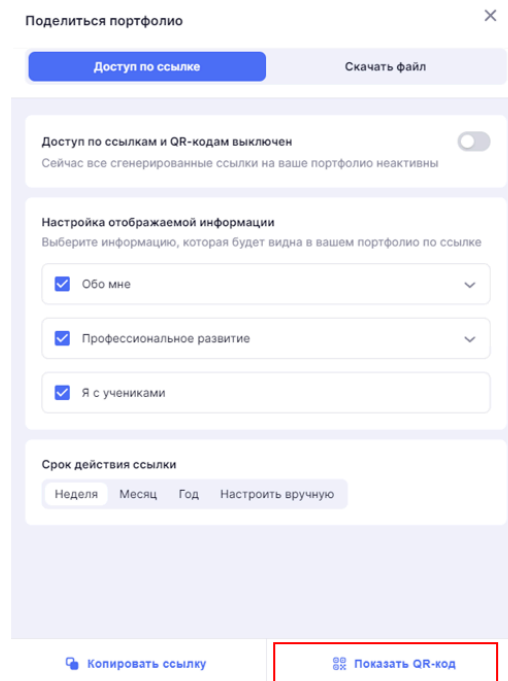 Поделиться портфолио
Доступ по ссылке
Скачать файл
Доступ по ссылкам и QR-кодам выключен
Сейчас все сгенерированные ссылки на ваше портфолио неактивны
Настройка отображаемой информации
Выберите информацию, которая будет видна в вашем портфолио по ссылке
Обо мне
Профессиональное развитие
Я с учениками
Срок действия ссылки
Неделя Месяц Год Настроить вручную
Копировать ссылку
Показать QR-код